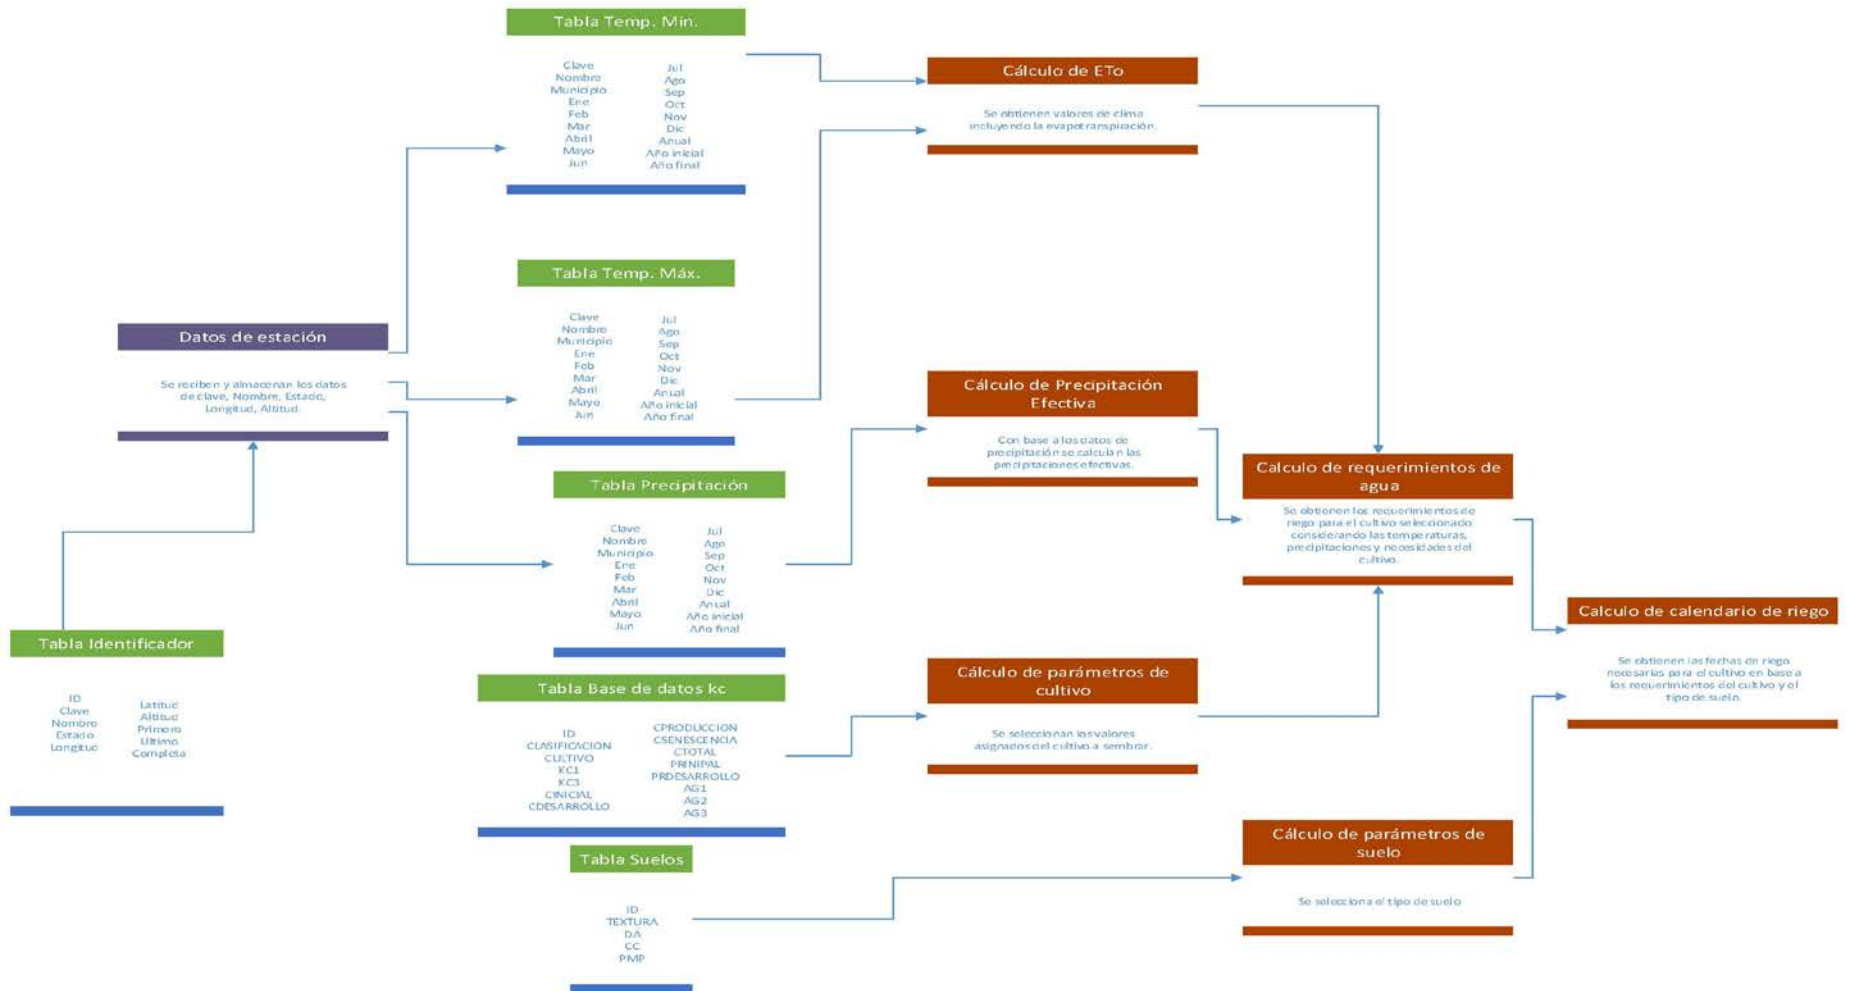 Tabla Temp. Min.
Clave
Nombre
Municipio
Ene
Feb
Mar
Abril
Mayo
Jun
Jul
Ago
Sep
Oct
Nov
Dic
Anual
Año inicial
Año final
Cálculo de ETo
Se obtienen valores de clima
incluyendo la evapotranspiración.
Tabla Temp. Máx.
Clave
Nombre
Municipio
Ene
Feb
Mar
Abril
Mayo
Jun
Jul
Ago
Sep
Oct
Nov
Dic
Anual
Año inicial
Año final
Datos de estación
Se reciben y almacenan los datos
de clave, Nombre, Estado,
Longitud, Altitud.
Cálculo de Precipitación
Efectiva
Con base a los datos de
precipitación se calculan las
precipitaciones efectivas.
Tabla Precipitación
Clave
Nombre
Municipio
Ene
Feb
Mar
Abril
Mayo
Jun
Jul
Ago
Sep
Oct
Nov
Dic
Anual
Año inicial
Año final
Calculo de requerimientos de
agua
Se obtienen los requerimientos de
riego para el cultivo seleccionado
considerando las temperaturas,
precipitaciones y necesidades del
cultivo.
Tabla Identificador
ID
Clave
Nombre
Estado
Longitud
Latitud
Altitud
Primero
Ultimo
Completa
Tabla Base de datos kc
ID
CLASIFICACION
CULTIVO
KC1
KC3
CINICIAL
CDESARROLLO
CPRODUCCION
CSENESCENCIA
CTOTAL
PRINIPAL
PRDESARROLLO
AG1
AG2
AG3
Cálculo de parámetros de
cultivo
Se seleccionan los valores
asignados del cultivo a sembrar.
Calculo de calendario de riego
Se obtienen las fechas de riego
necesarias para el cultivo en base a
los requerimientos del cultivo y el
tipo de suelo.
Tabla Suelos
ID
TEXTURA
DA
CC
PMP
Cálculo de parámetros de
suelo
Se selecciona el tipo de suelo